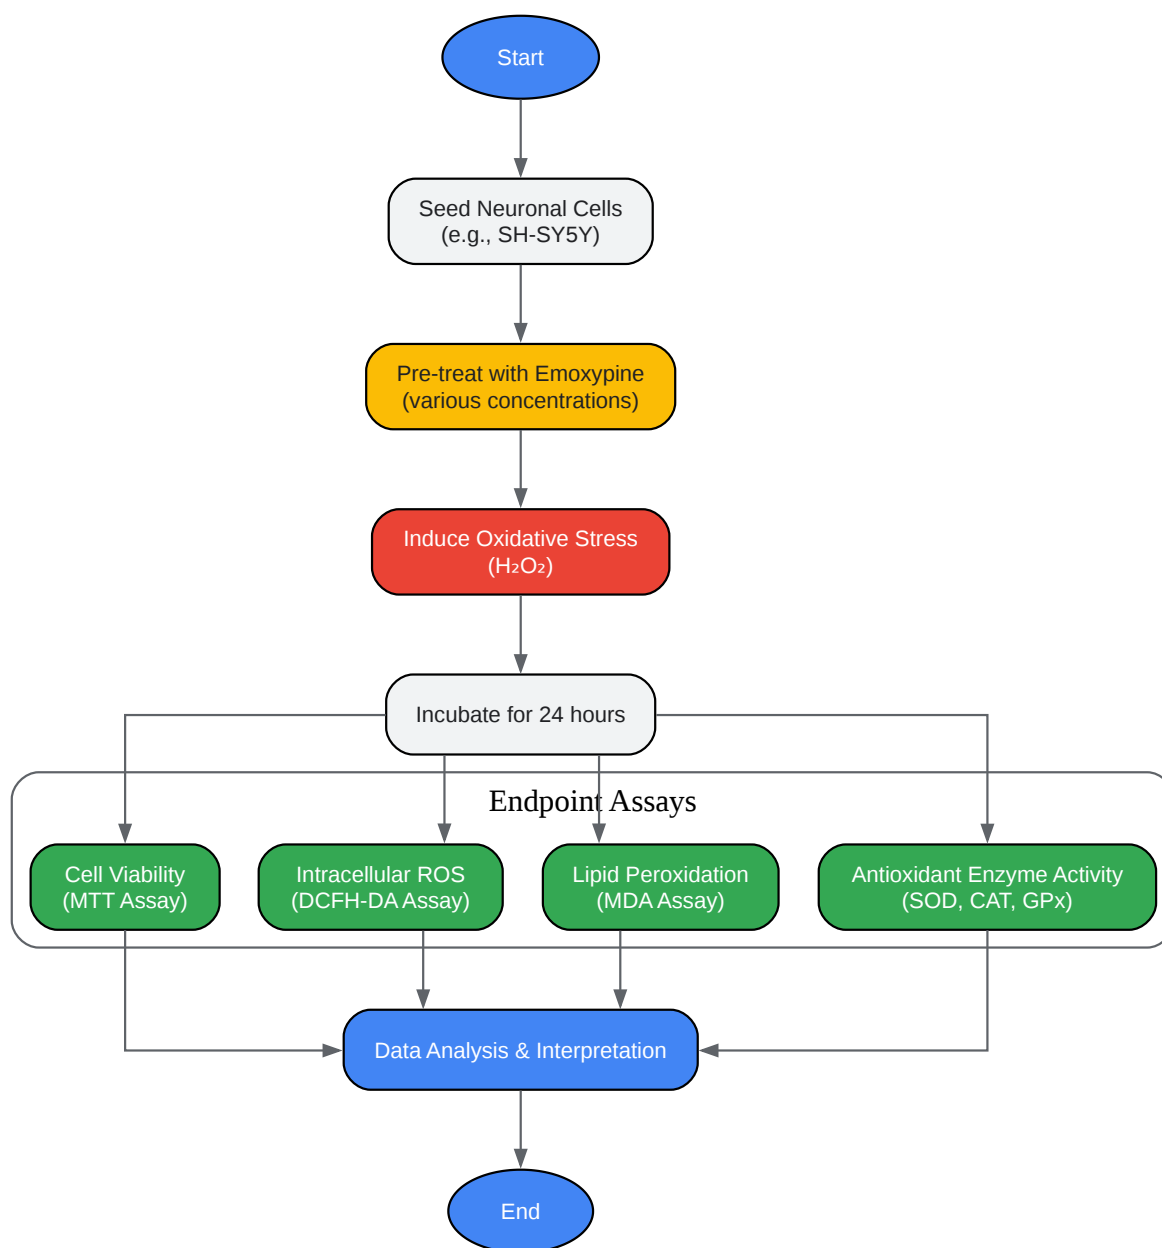 Start
Seed Neuronal Cells
(e.g., SH-SY5Y)
Pre-treat with Emoxypine
(various concentrations)
Induce Oxidative Stress
(H₂O₂)
Incubate for 24 hours
Endpoint Assays
Cell Viability
(MTT Assay)
Intracellular ROS
(DCFH-DA Assay)
Lipid Peroxidation
(MDA Assay)
Antioxidant Enzyme Activity
(SOD, CAT, GPx)
Data Analysis & Interpretation
End